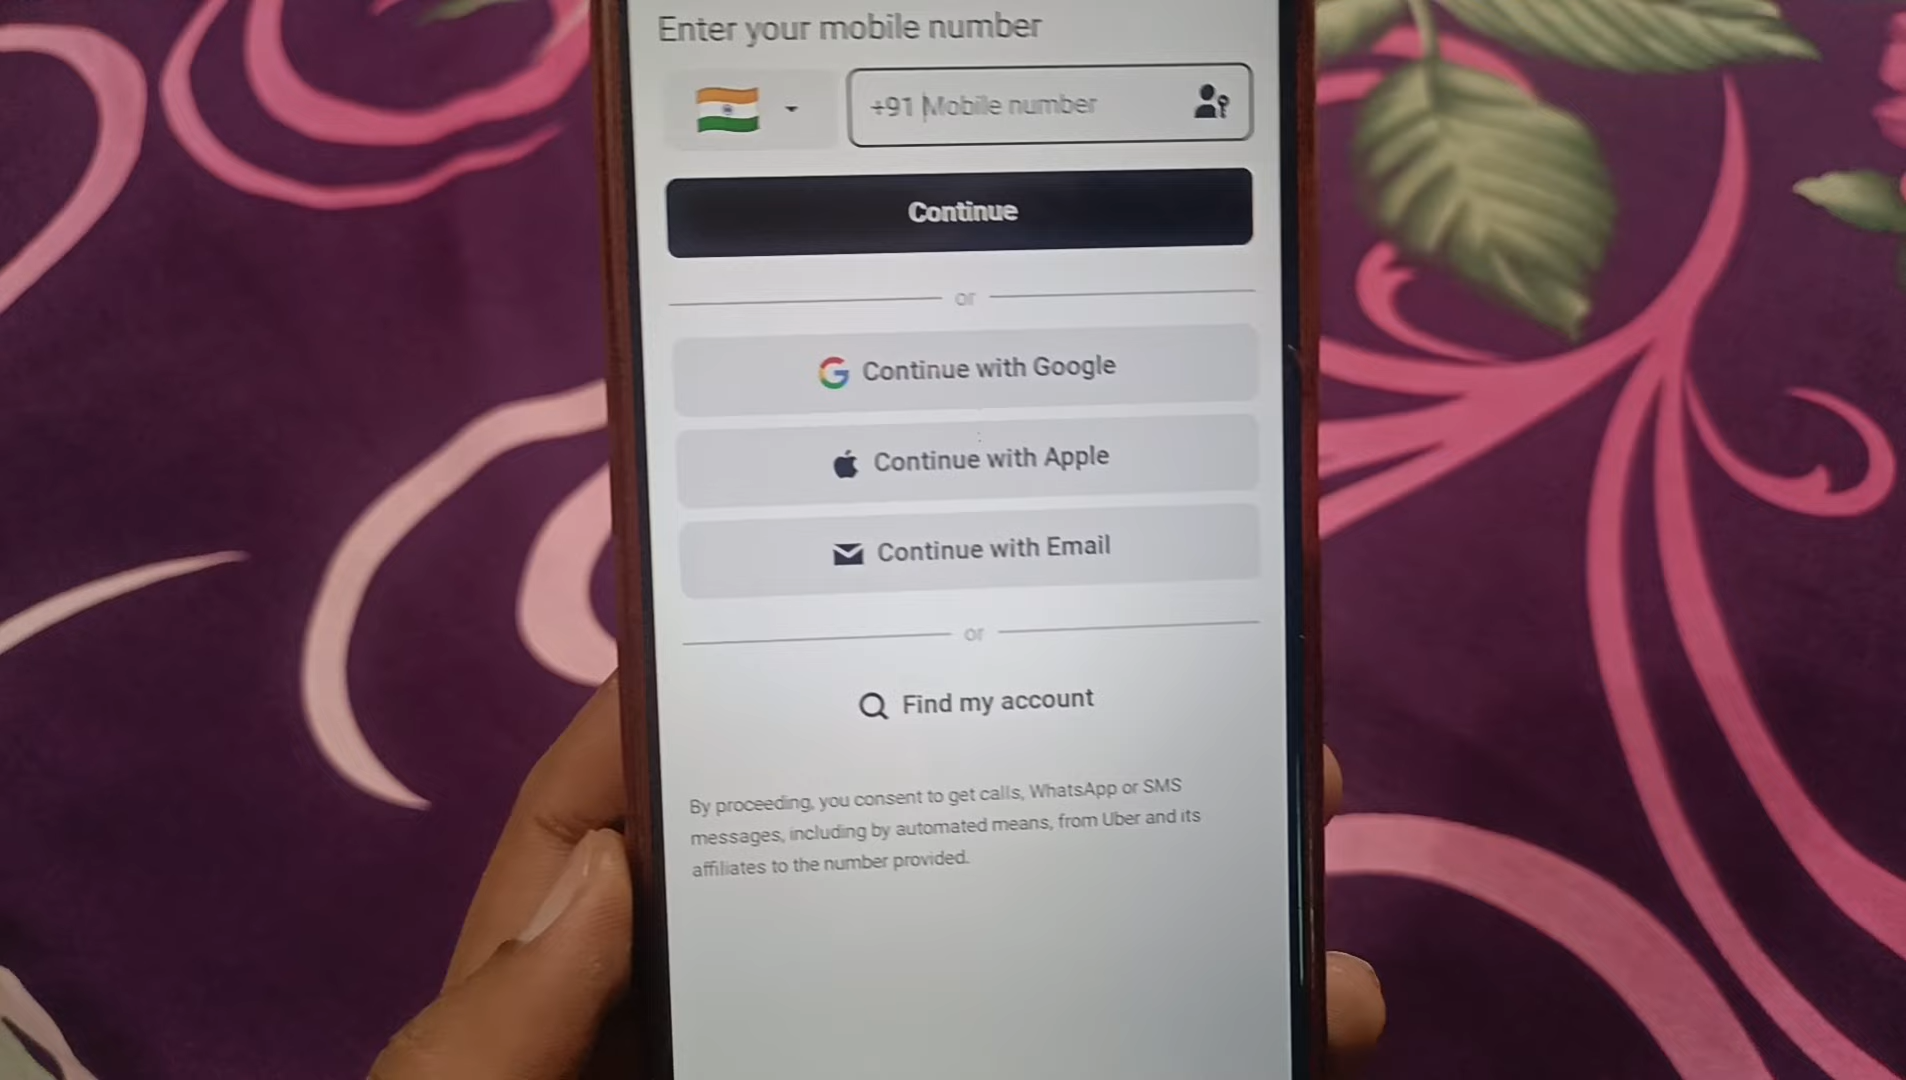 Enter your mobile number
+91 Mobile number
Continue
or
Continue with Google
Continue with Apple
Continue with Email
or
Find my account
By proceeding, you consent to get calls, WhatsApp or SMS
messages, including by automated means, from Uber and its
affiliates to the number provided.